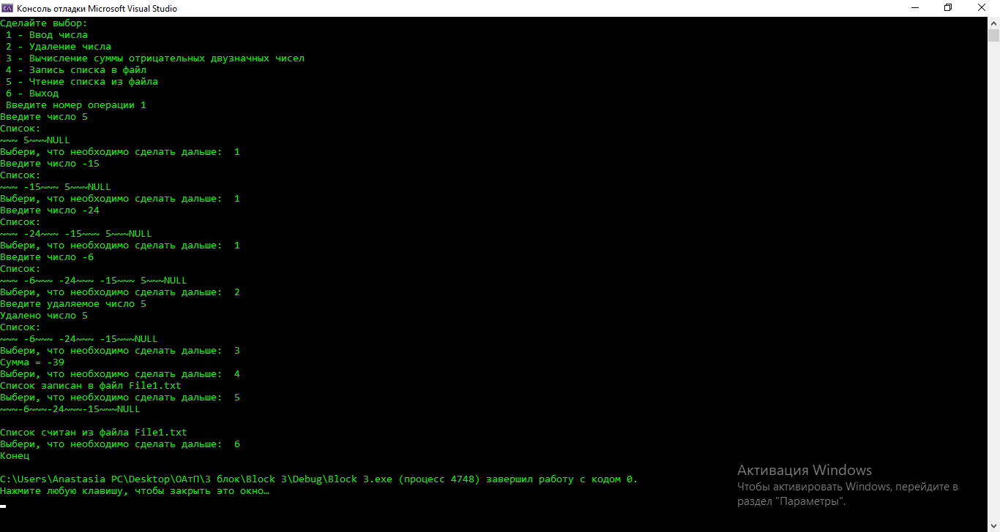 Консоль отладки Microsoft Visual Studio
Сделайте выбор:
1 - Ввод числа
2 - Удаление числа
3 - Вычисление суммы отрицательных двузначных чисел
4 - Запись списка в файл
5 - Чтение списка из файла
6 - Выход
Введите номер операции 1
Введите число 5
Список:
~~~ 5~~~NULL
Выбери, что необходимо сделать дальше:  1
Введите число -15
Список:
~~~ -15~~~ 5~~~NULL
Выбери, что необходимо сделать дальше:  1
Введите число -24
Список:
~~~ -24~~~ -15~~~ 5~~~NULL
Выбери, что необходимо сделать дальше:  1
Введите число -6
Список:
~~~ -6~~~ -24~~~ -15~~~ 5~~~NULL
Выбери, что необходимо сделать дальше:  2
Введите удаляемое число 5
Удалено число 5
Список:
~~~ -6~~~ -24~~~ -15~~~NULL
Выбери, что необходимо сделать дальше:  3
Сумма = -39
Выбери, что необходимо сделать дальше:  4
Список записан в файл File1.txt
Выбери, что необходимо сделать дальше:  5
~~~-6~~~-24~~~-15~~~NULL
Список считан из файла File1.txt
Выбери, что необходимо сделать дальше:  6
Конец
C:\Users\Anastasia PC\Desktop\ОАтП\3 блок\Block 3\Debug\Block 3.exe (процесс 4748) завершил работу с кодом 0.
Нажмите любую клавишу, чтобы закрыть это окно…
Активация Windows
Чтобы активировать Windows, перейдите в
раздел "Параметры".